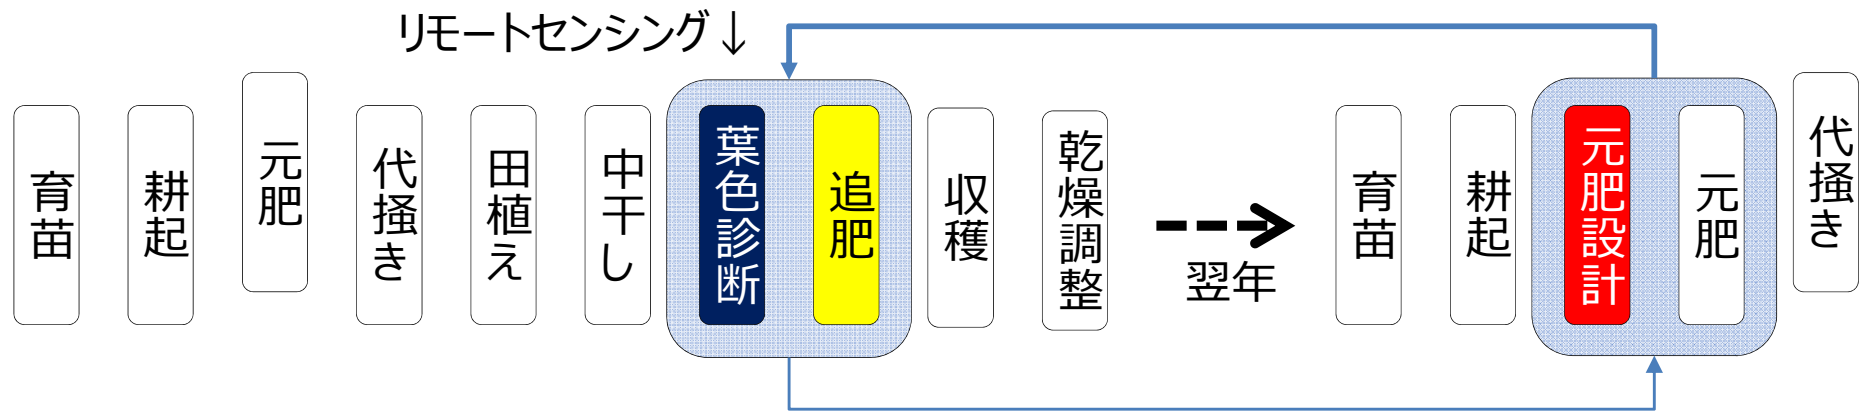 リモートセンシング↓
育苗
耕起
元肥
代掻き
田植え
中干し
葉色診断
追肥
収穫
乾燥調整
翌年
育苗
耕起
元肥設計
元肥
代掻き